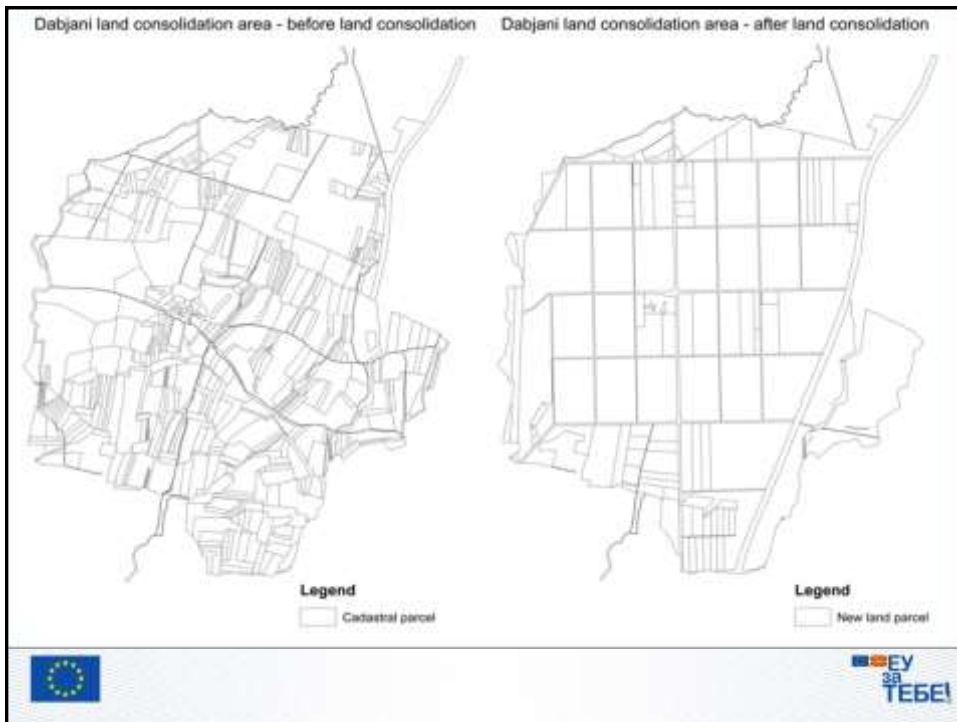 Dabjani land consolidation area - before land consolidation
Dabjani land consolidation area - after land consolidation
Legend
Cadastral parcel
Legend
New land parcel
ЕУ
за
ТЕБЕ!